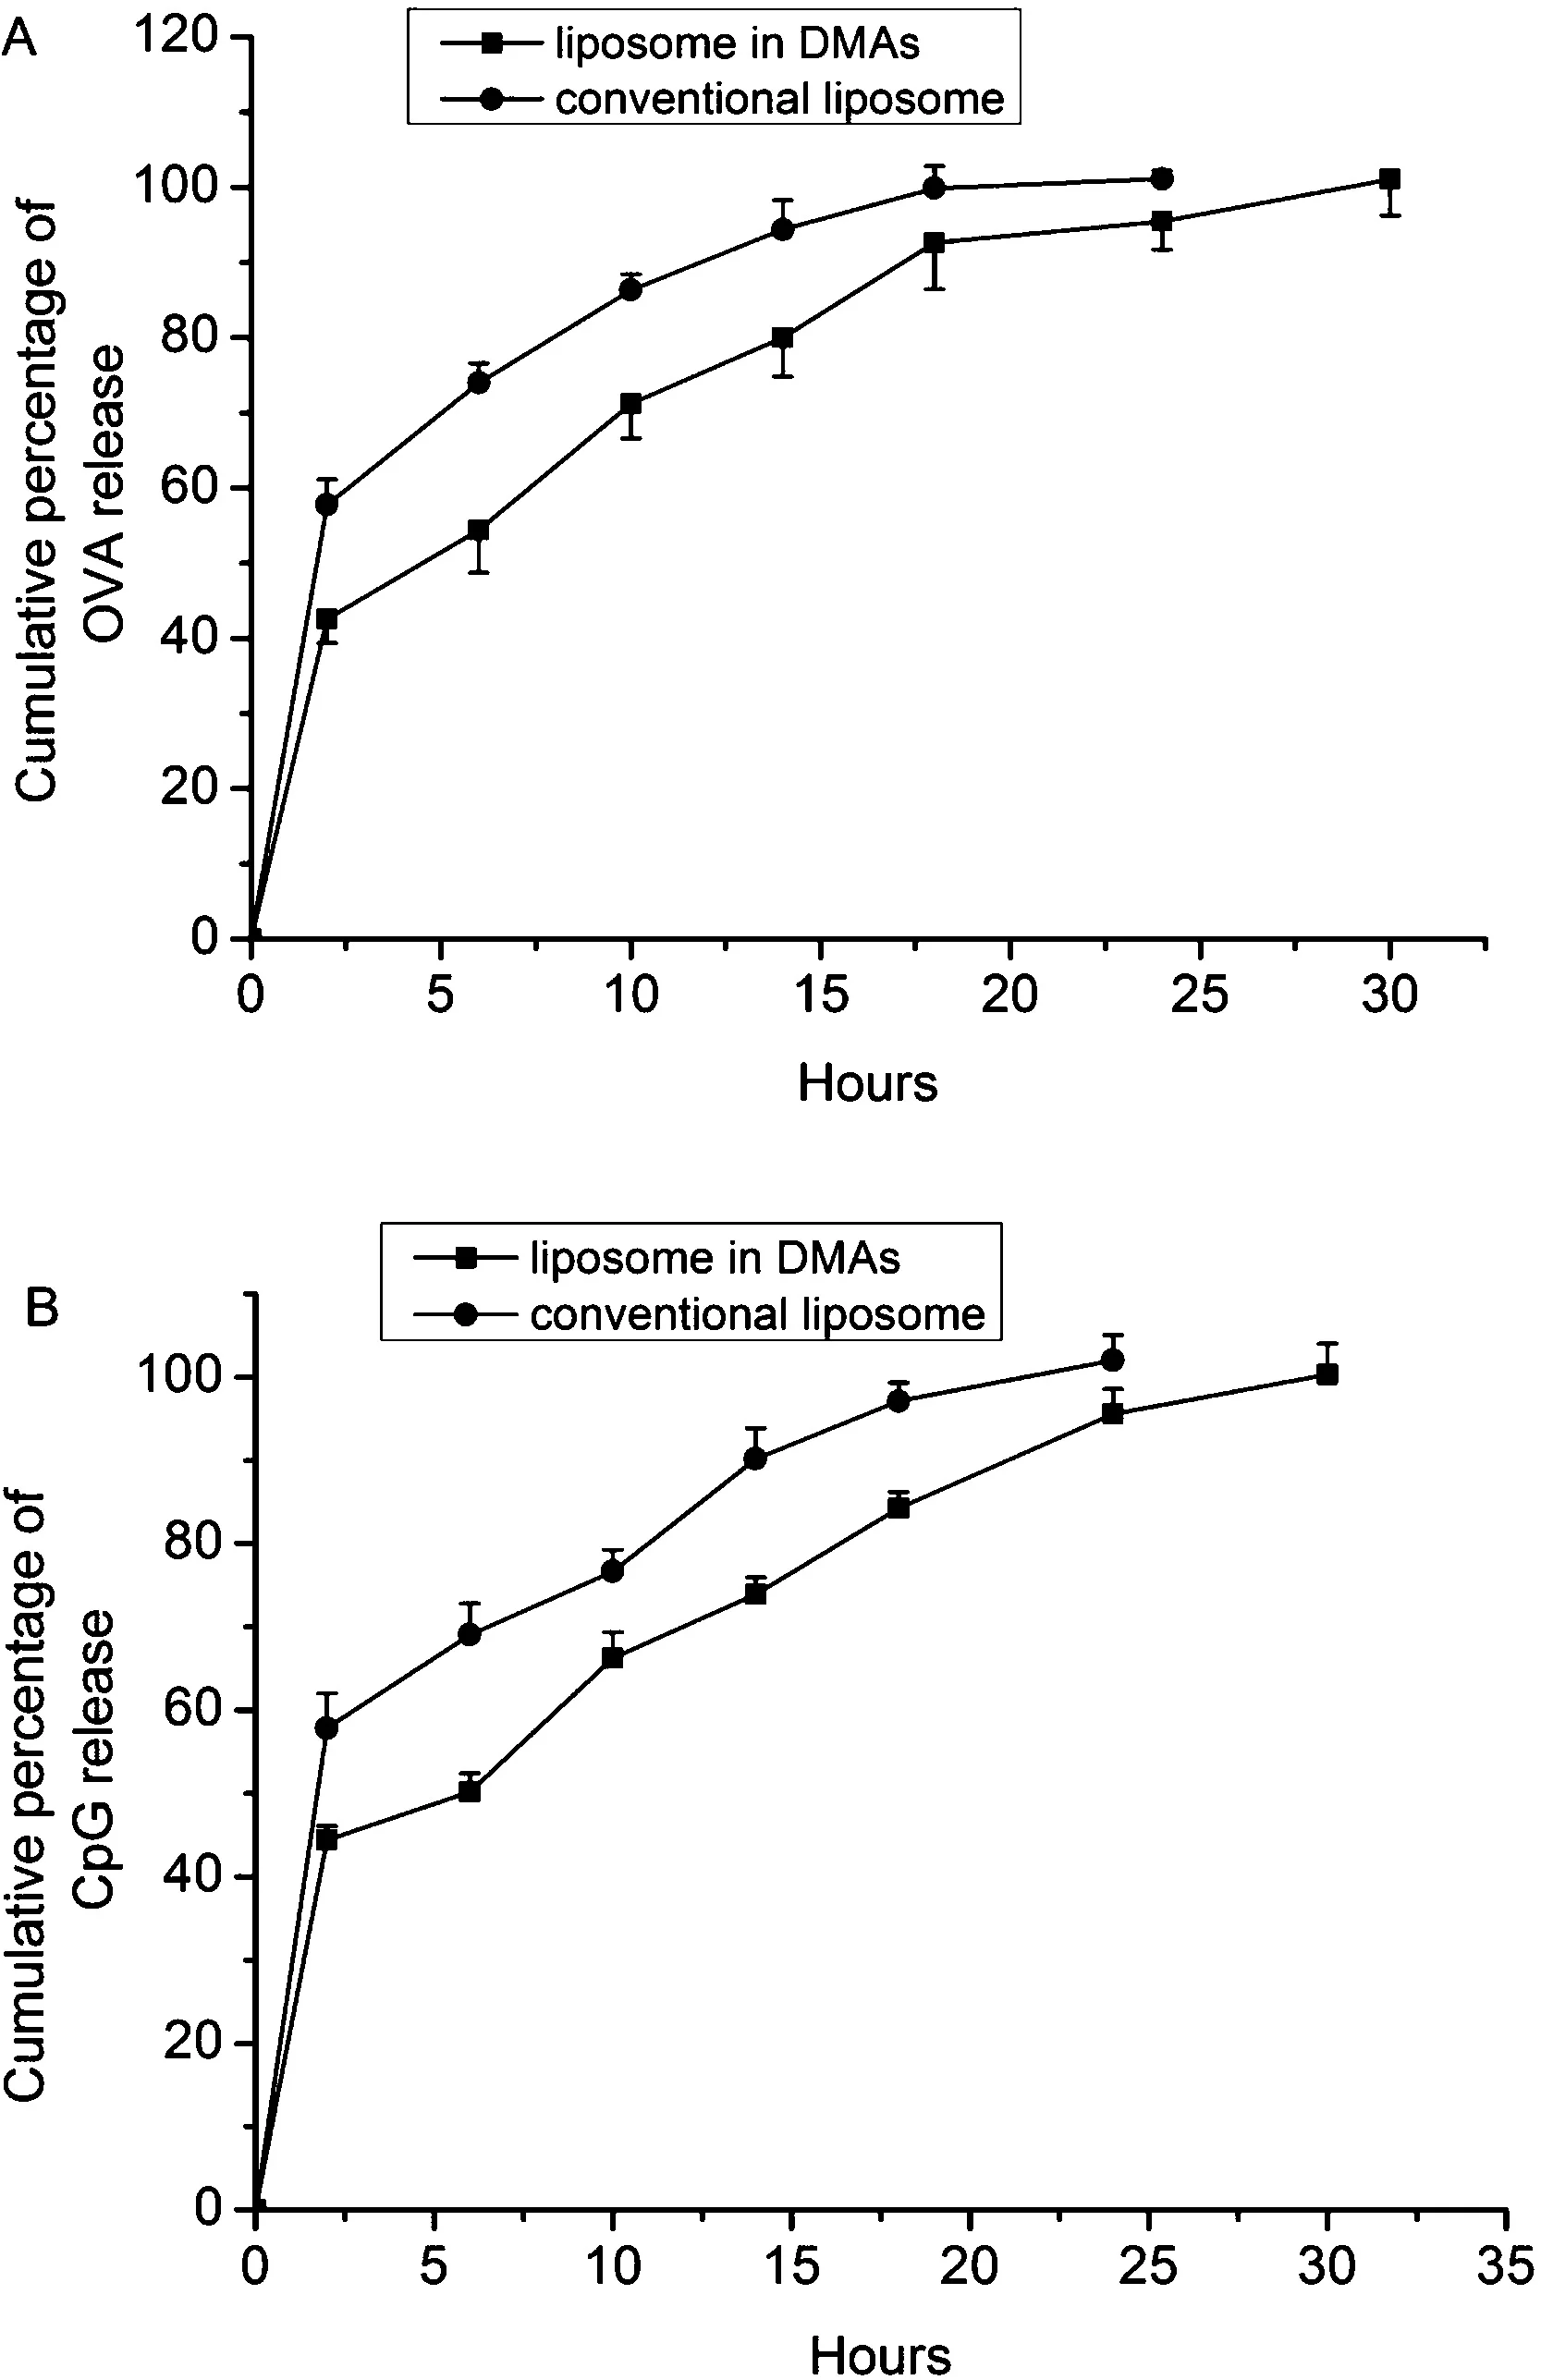 A
liposome in DMAs
conventional liposome
120
100
80
60
40
20
0
Cumulative percentage of
OVA release
0 5 10 15 20 25 30
Hours
B
liposome in DMAs
conventional liposome
100
80
60
40
20
0
Cumulative percentage of
CpG release
0 5 10 15 20 25 30 35
Hours